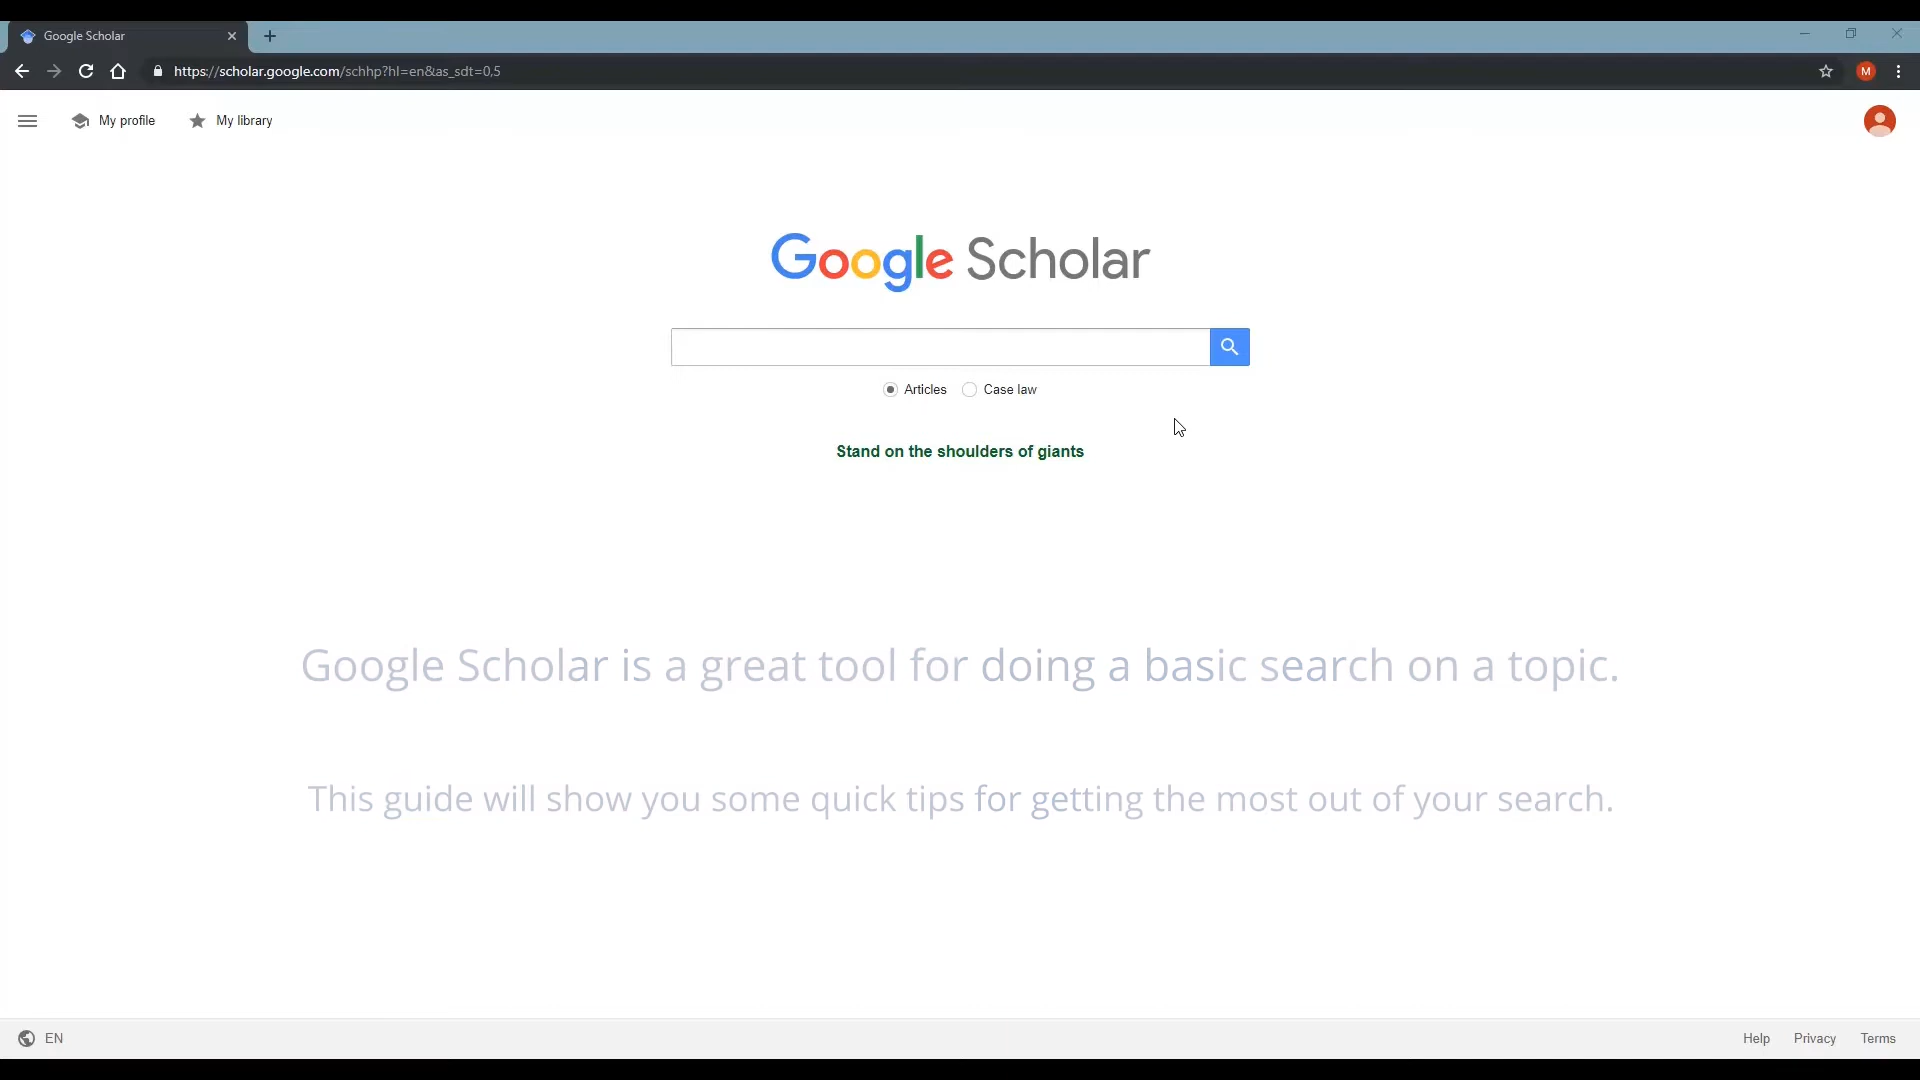 Google Scholar
https://scholar.google.com/schhp?hl=en&as_sdt=0,5
M
My profile
My library
Google Scholar
Articles
Case law
Stand on the shoulders of giants
Google Scholar is a great tool for doing a basic search on a topic.
This guide will show you some quick tips for getting the most out of your search.
EN
Help
Privacy
Terms